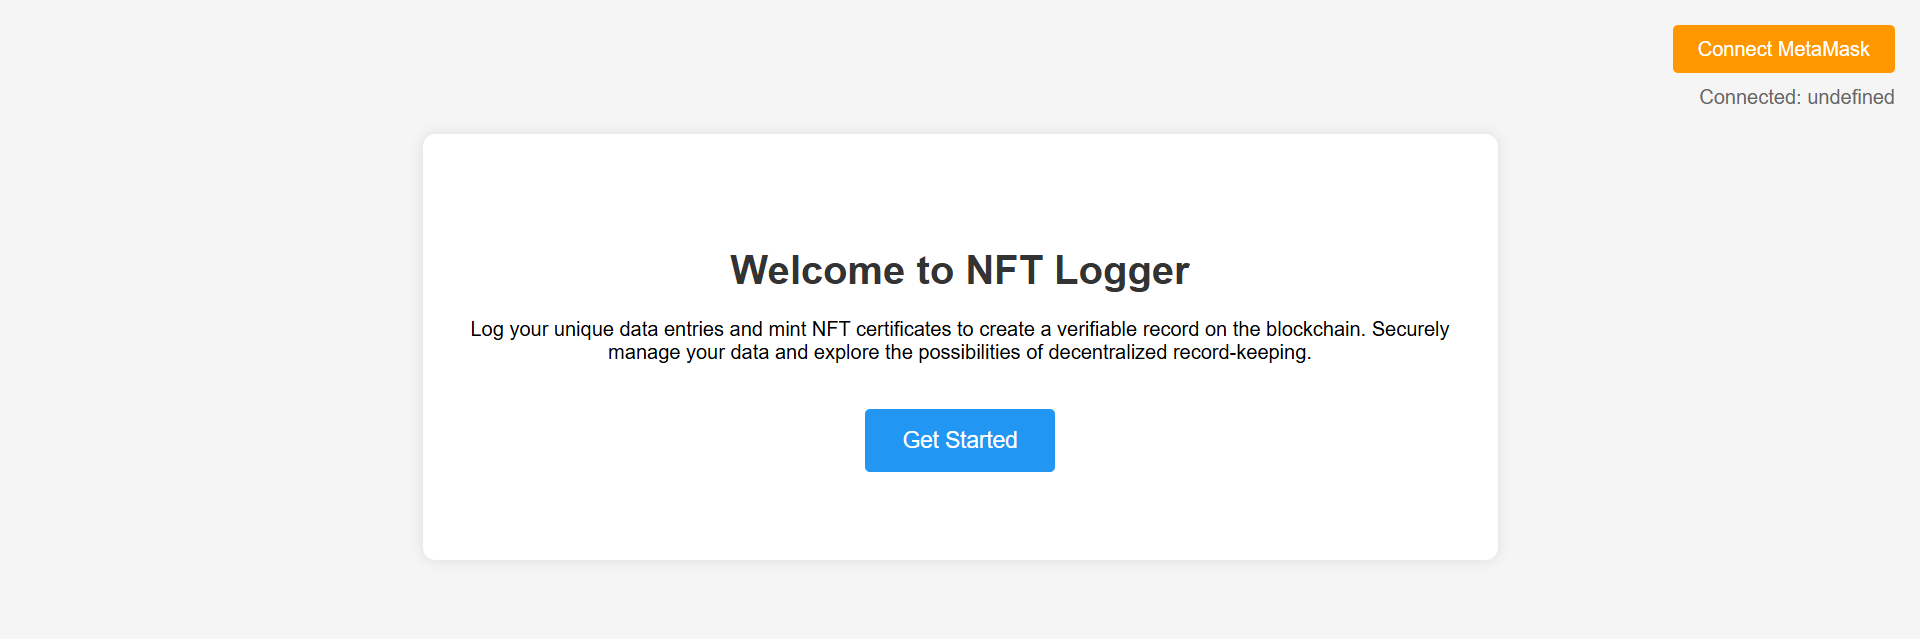 Connect MetaMask
Connected: undefined
Welcome to NFT Logger
Log your unique data entries and mint NFT certificates to create a verifiable record on the blockchain. Securely
manage your data and explore the possibilities of decentralized record-keeping.
Get Started